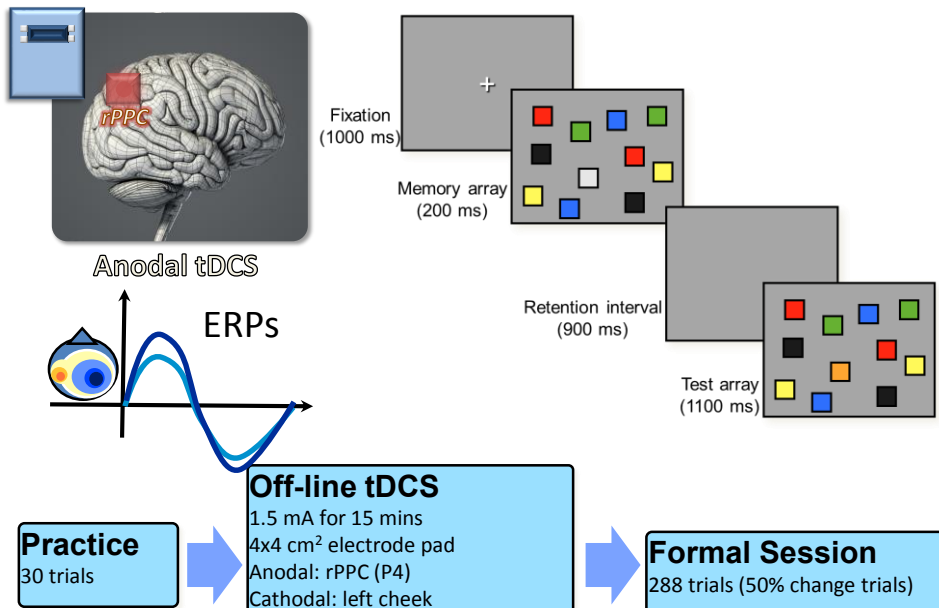 rPPC
Anodal tDCS
ERPs
Fixation
(1000 ms)
Memory array
(200 ms)
Retention interval
(900 ms)
Test array
(1100 ms)
Practice
30 trials
Off-line tDCS
1.5 mA for 15 mins
4x4 cm² electrode pad
Anodal: rPPC (P4)
Cathodal: left cheek
Formal Session
288 trials (50% change trials)